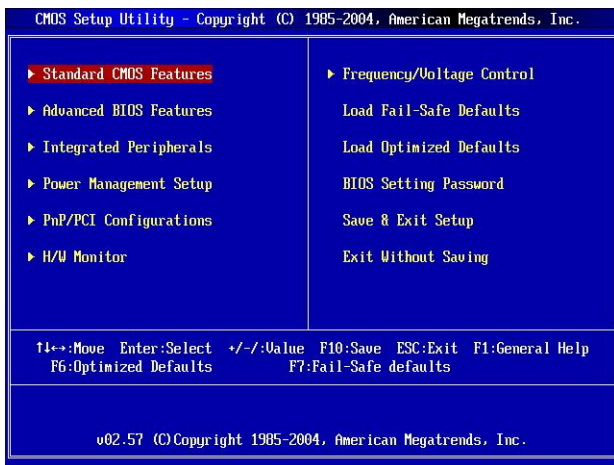 CMOS Setup Utility - Copyright (C) 1985-2004, American Megatrends, Inc.
▶ Standard CMOS Features
▶ Advanced BIOS Features
▶ Integrated Peripherals
▶ Power Management Setup
▶ PnP/PCI Configurations
▶ H/W Monitor
▶ Frequency/Voltage Control
Load Fail-Safe Defaults
Load Optimized Defaults
BIOS Setting Password
Save & Exit Setup
Exit Without Saving
↑↓←→:Move Enter:Select +/-/:Value F10:Save ESC:Exit F1:General Help
F6:Optimized Defaults F7:Fail-Safe defaults
v02.57 (C)Copyright 1985-2004, American Megatrends, Inc.